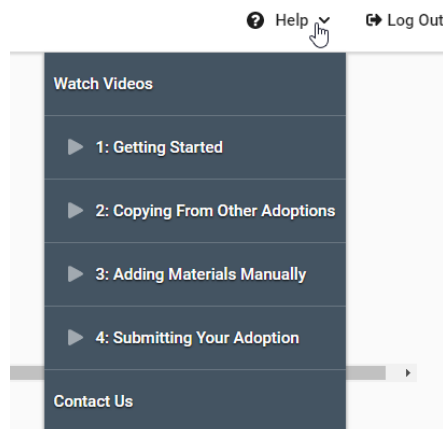 Help
Log Out
Watch Videos
1: Getting Started
2: Copying From Other Adoptions
3: Adding Materials Manually
4: Submitting Your Adoption
Contact Us